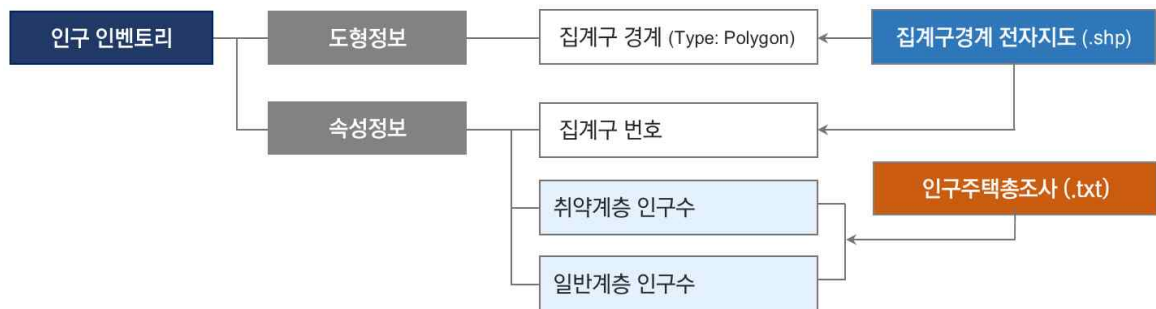 인구 인벤토리
도형정보
집계구 경계 (Type: Polygon)
집계구경계 전자지도 (.shp)
속성정보
집계구 번호
인구주택총조사 (.txt)
취약계층 인구수
일반계층 인구수